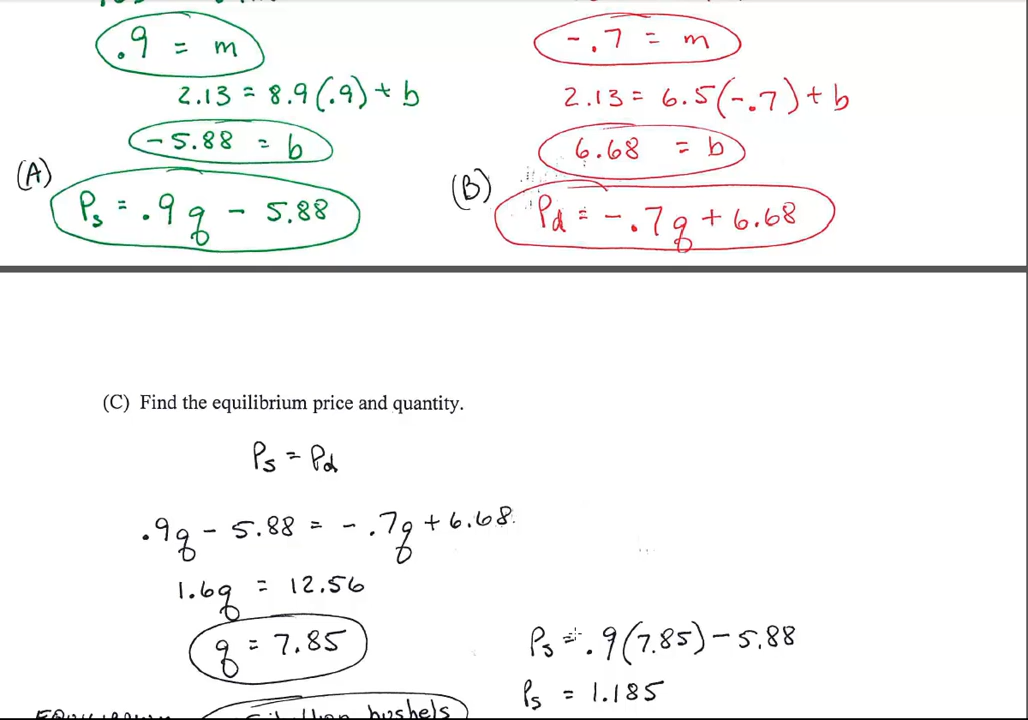 .9 = m
2.13 = 8.9(.9) + b
-5.88 = b
(A)
Ps = .9q - 5.88
-.7 = m
2.13 = 6.5(-.7) + b
6.68 = b
(B)
Pd = -.7q + 6.68
(C) Find the equilibrium price and quantity.
Ps = Pd
.9q - 5.88 = -.7q + 6.68
1.6q = 12.56
q = 7.85
Ps = .9(7.85) - 5.88
Ps = 1.185
bushels